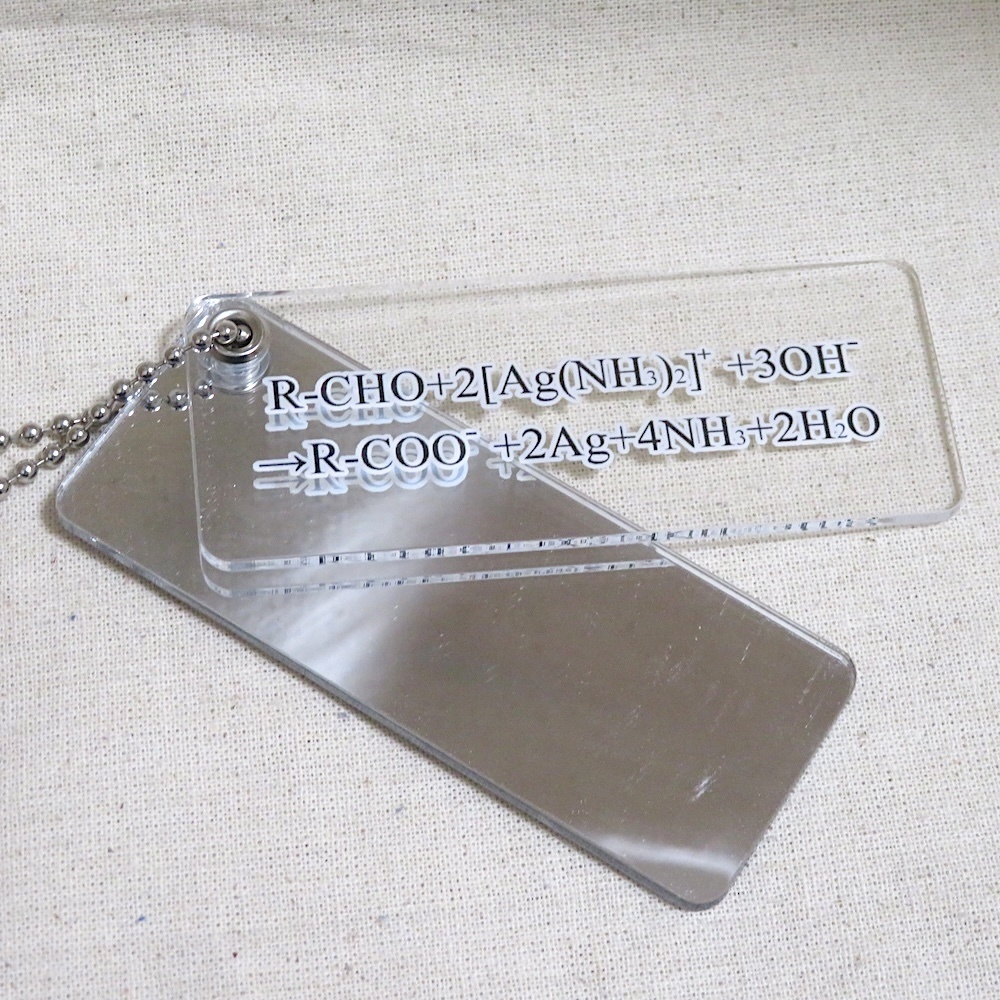 R-CHO+2[Ag(NH₃)₂]⁺ +3OH⁻
→R-COO⁻ +2Ag+4NH₃+2H₂O